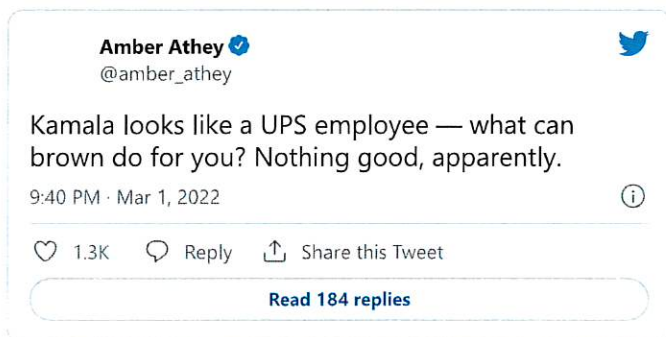 Amber Athey
@amber_athey
Kamala looks like a UPS employee — what can
brown do for you? Nothing good, apparently.
9:40 PM · Mar 1, 2022
1.3K Reply Share this Tweet
Read 184 replies